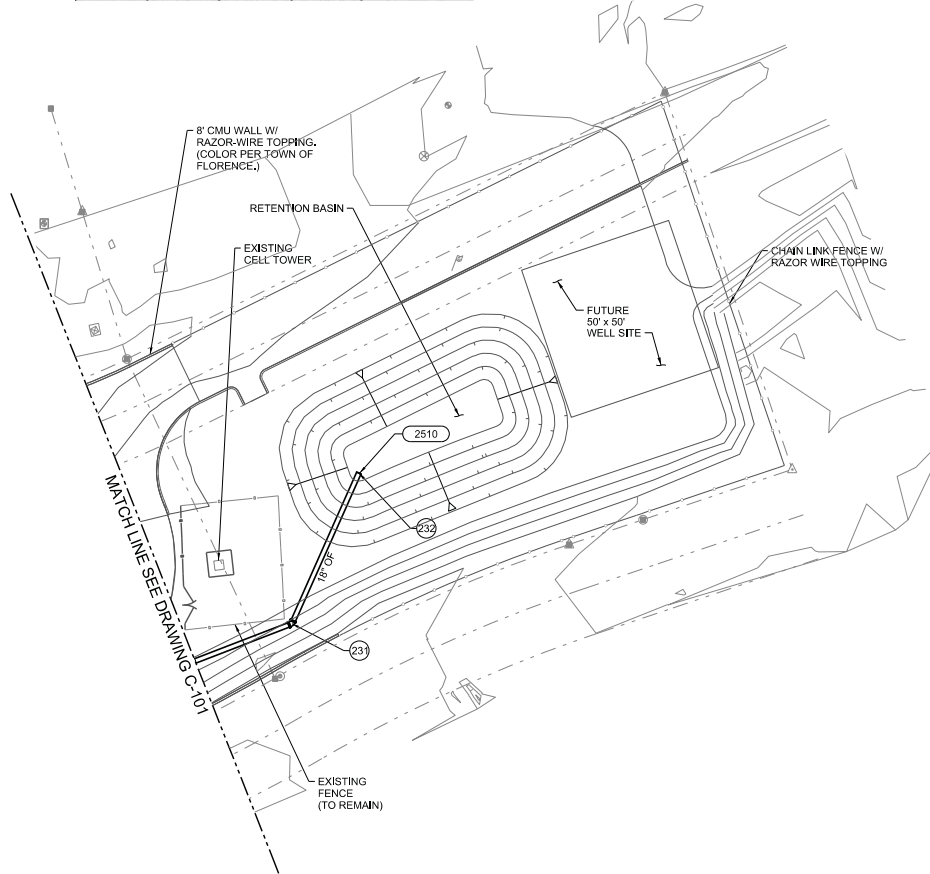 8' CMU WALL W/
RAZOR-WIRE TOPPING.
(COLOR PER TOWN OF
FLORENCE.)
RETENTION BASIN
EXISTING
CELL TOWER
CHAIN LINK FENCE W/
RAZOR WIRE TOPPING
FUTURE
50' x 50'
WELL SITE
2510
232
18" OF
231
MATCH LINE SEE DRAWING C-101
EXISTING
FENCE
(TO REMAIN)